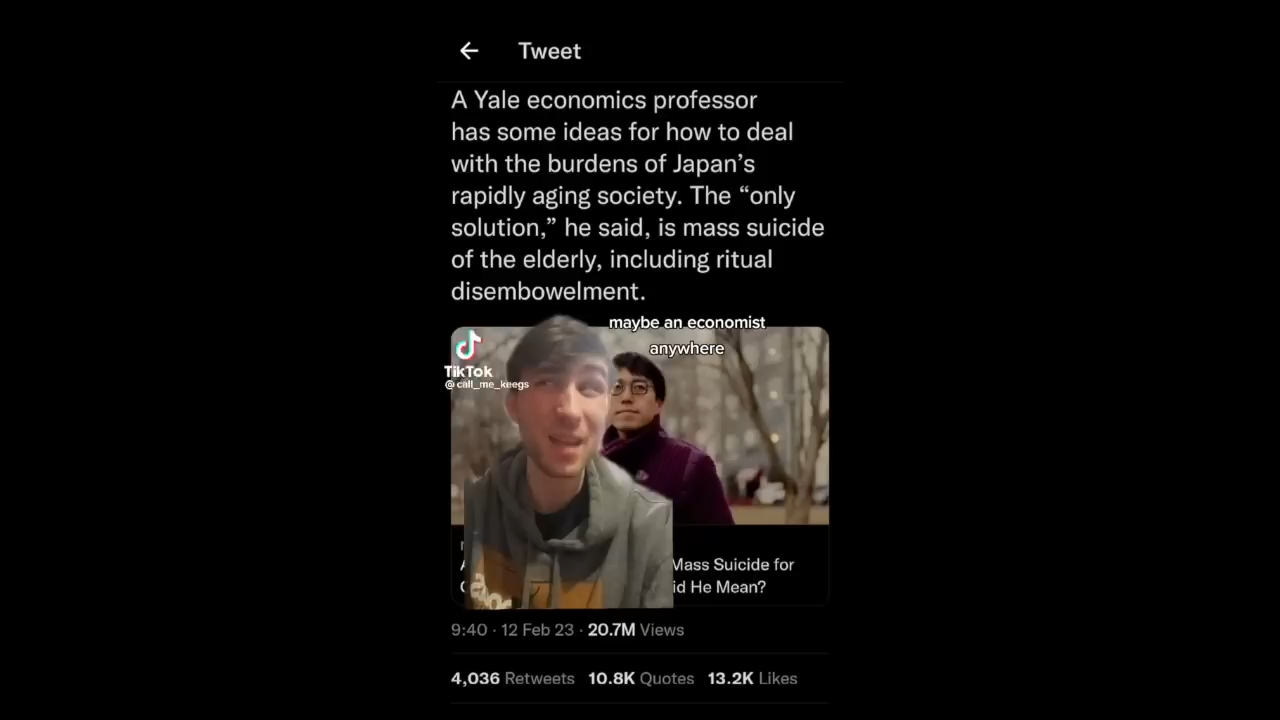 Tweet
A Yale economics professor
has some ideas for how to deal
with the burdens of Japan’s
rapidly aging society. The “only
solution,” he said, is mass suicide
of the elderly, including ritual
disembowelment.
maybe an economist
anywhere
TikTok
@call_me_keegs
Mass Suicide for
He Mean?
9:40 · 12 Feb 23 · 20.7M Views
4,036 Retweets 10.8K Quotes 13.2K Likes